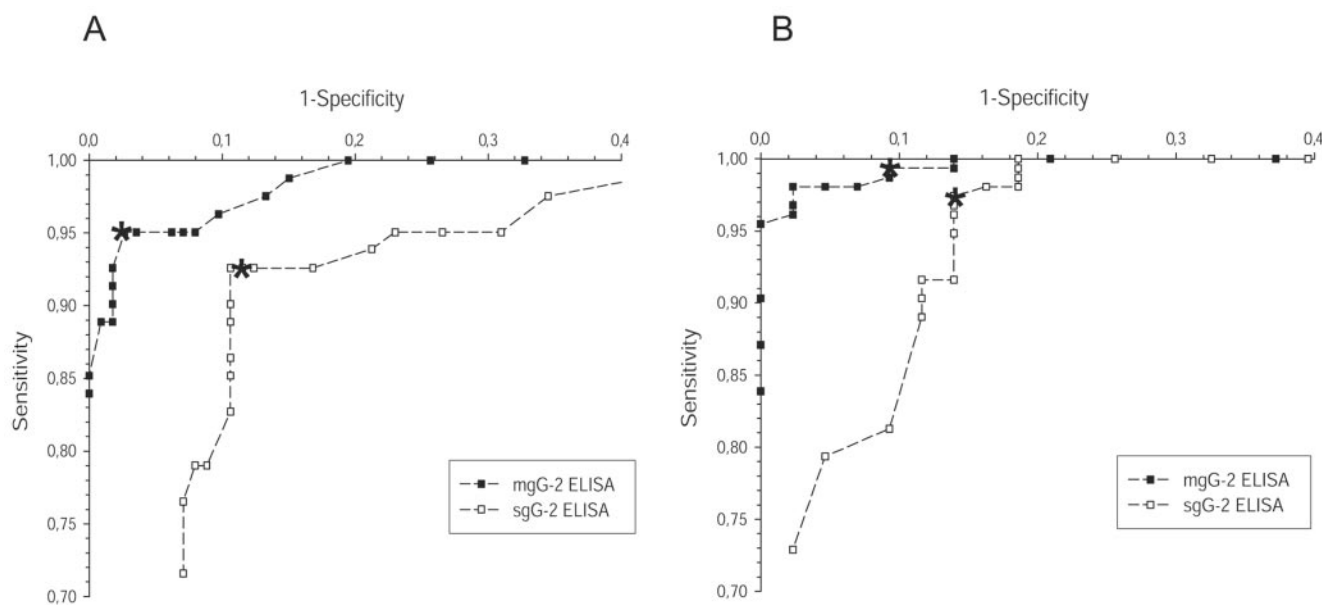 A
1-Specificity
0,0 0,1 0,2 0,3 0,4
1,00
0,95
0,90
0,85
0,80
0,75
0,70
Sensitivity
mgG-2 ELISA
sgG-2 ELISA
B
1-Specificity
0,0 0,1 0,2 0,3 0,4
1,00
0,95
0,90
0,85
0,80
0,75
0,70
Sensitivity
mgG-2 ELISA
sgG-2 ELISA